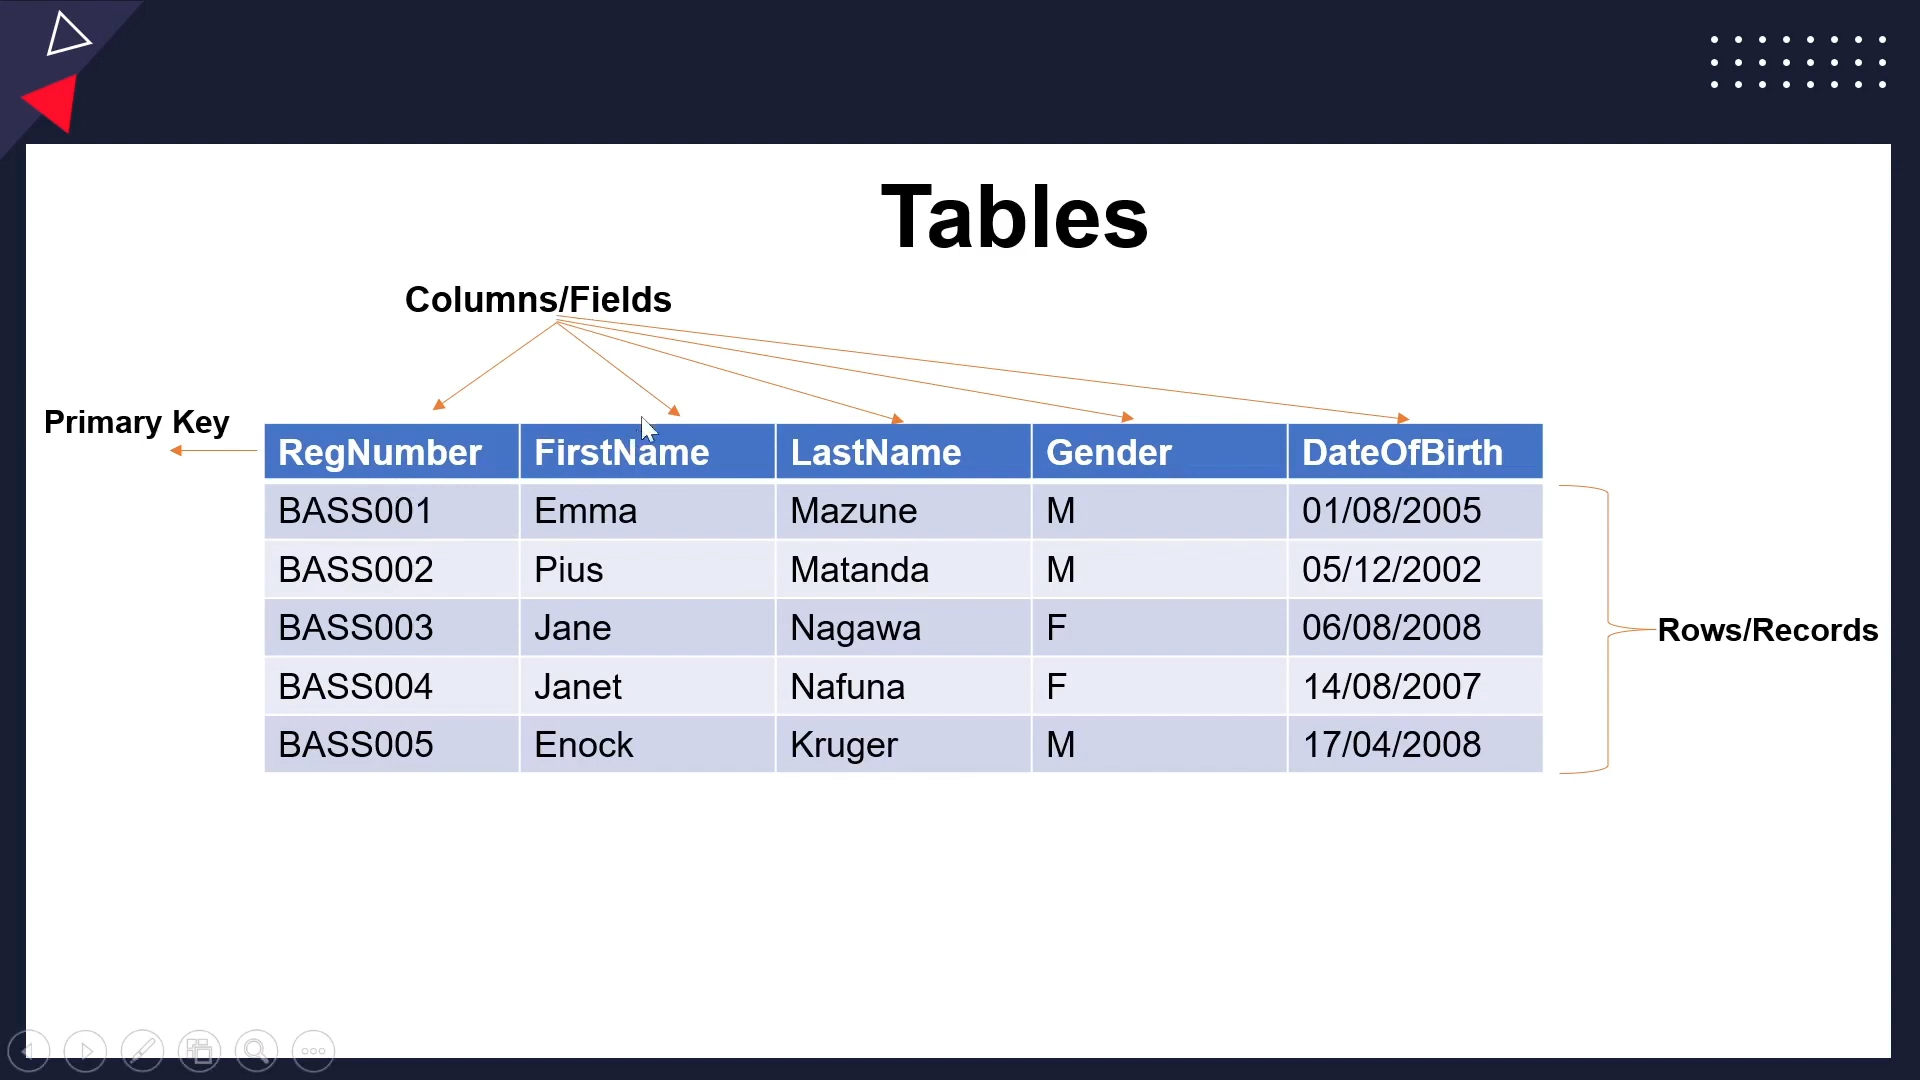 Tables
Columns/Fields
Primary Key
RegNumber FirstName LastName Gender DateOfBirth
BASS001 Emma Mazune M 01/08/2005
BASS002 Pius Matanda M 05/12/2002
BASS003 Jane Nagawa F 06/08/2008
BASS004 Janet Nafuna F 14/08/2007
BASS005 Enock Kruger M 17/04/2008
Rows/Records